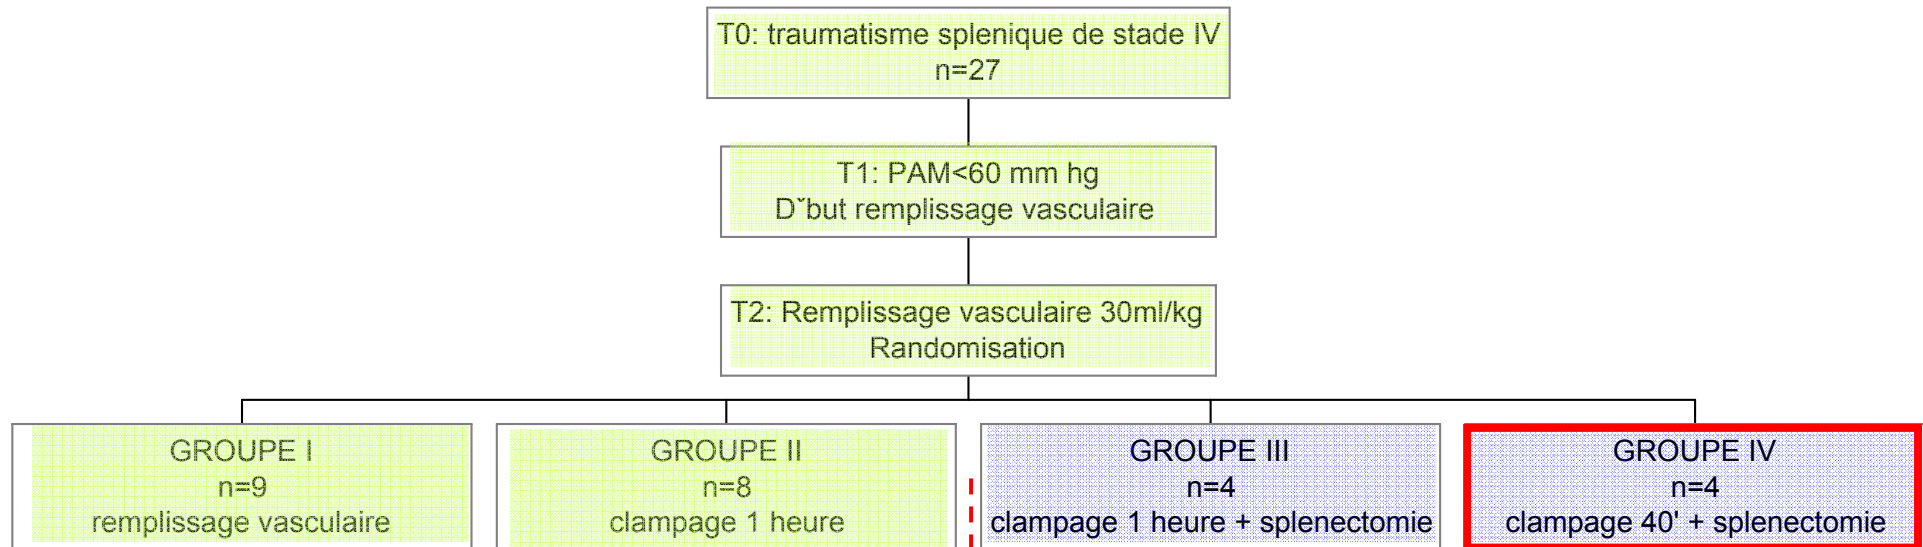 T0: traumatisme splenique de stade IV
n=27
T1: PAM<60 mm hg
Dˇbut remplissage vasculaire
T2: Remplissage vasculaire 30ml/kg
Randomisation
GROUPE I
n=9
remplissage vasculaire
GROUPE II
n=8
clampage 1 heure
GROUPE III
n=4
clampage 1 heure + splenectomie
GROUPE IV
n=4
clampage 40' + splenectomie